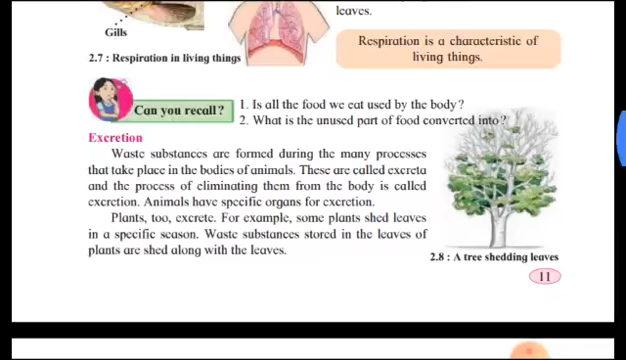 leaves.
Gills
Respiration is a characteristic of
living things.
2.7 : Respiration in living things
Can you recall?
1. Is all the food we eat used by the body?
2. What is the unused part of food converted into?
Excretion
Waste substances are formed during the many processes
that take place in the bodies of animals. These are called excreta
and the process of eliminating them from the body is called
excretion. Animals have specific organs for excretion.
Plants, too, excrete. For example, some plants shed leaves
in a specific season. Waste substances stored in the leaves of
plants are shed along with the leaves.
2.8 : A tree shedding leaves
11